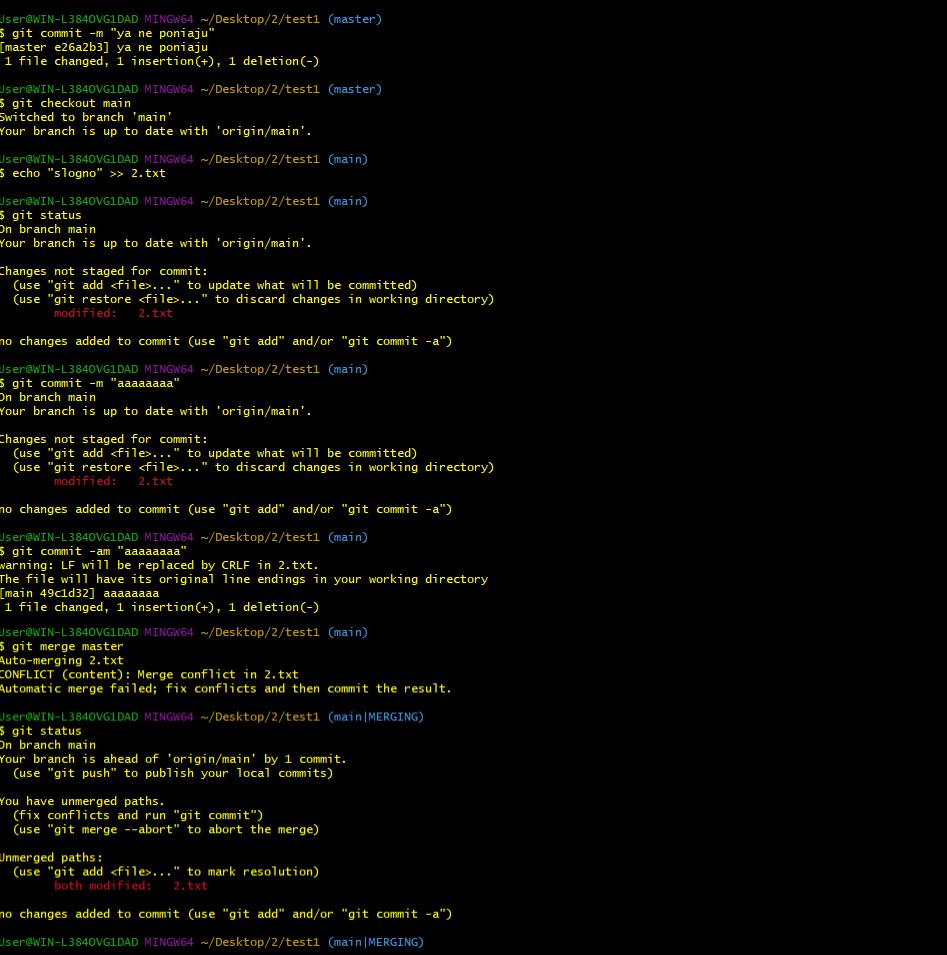 User@WIN-L384OVG1DAD MINGW64 ~/Desktop/2/test1 (master)
$ git commit -m "ya ne poniaju"
[master e26a2b3] ya ne poniaju
 1 file changed, 1 insertion(+), 1 deletion(-)

User@WIN-L384OVG1DAD MINGW64 ~/Desktop/2/test1 (master)
$ git checkout main
Switched to branch 'main'
Your branch is up to date with 'origin/main'.

User@WIN-L384OVG1DAD MINGW64 ~/Desktop/2/test1 (main)
$ echo "slogno" >> 2.txt

User@WIN-L384OVG1DAD MINGW64 ~/Desktop/2/test1 (main)
$ git status
On branch main
Your branch is up to date with 'origin/main'.

Changes not staged for commit:
  (use "git add <file>..." to update what will be committed)
  (use "git restore <file>..." to discard changes in working directory)
        modified:   2.txt

no changes added to commit (use "git add" and/or "git commit -a")

User@WIN-L384OVG1DAD MINGW64 ~/Desktop/2/test1 (main)
$ git commit -m "aaaaaaaa"
On branch main
Your branch is up to date with 'origin/main'.

Changes not staged for commit:
  (use "git add <file>..." to update what will be committed)
  (use "git restore <file>..." to discard changes in working directory)
        modified:   2.txt

no changes added to commit (use "git add" and/or "git commit -a")

User@WIN-L384OVG1DAD MINGW64 ~/Desktop/2/test1 (main)
$ git commit -am "aaaaaaaa"
warning: LF will be replaced by CRLF in 2.txt.
The file will have its original line endings in your working directory
[main 49c1d32] aaaaaaaa
 1 file changed, 1 insertion(+), 1 deletion(-)

User@WIN-L384OVG1DAD MINGW64 ~/Desktop/2/test1 (main)
$ git merge master
Auto-merging 2.txt
CONFLICT (content): Merge conflict in 2.txt
Automatic merge failed; fix conflicts and then commit the result.

User@WIN-L384OVG1DAD MINGW64 ~/Desktop/2/test1 (main|MERGING)
$ git status
On branch main
Your branch is ahead of 'origin/main' by 1 commit.
  (use "git push" to publish your local commits)

You have unmerged paths.
  (fix conflicts and run "git commit")
  (use "git merge --abort" to abort the merge)

Unmerged paths:
  (use "git add <file>..." to mark resolution)
        both modified:   2.txt

no changes added to commit (use "git add" and/or "git commit -a")

User@WIN-L384OVG1DAD MINGW64 ~/Desktop/2/test1 (main|MERGING)